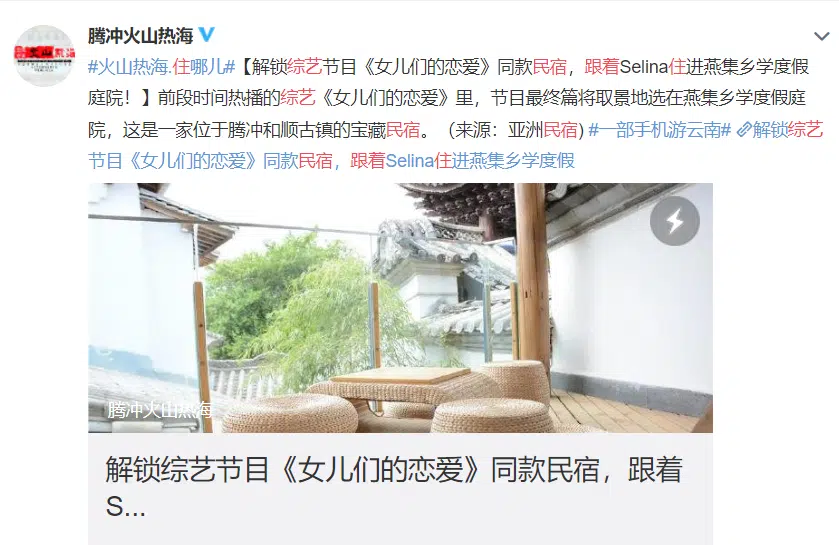 腾冲火山热海
#火山热海.住哪儿#【解锁综艺节目《女儿们的恋爱》同款民宿，跟着Selina住进燕集乡学度假
庭院！】前段时间热播的综艺《女儿们的恋爱》里，节目最终篇将取景地选在燕集乡学度假庭
院，这是一家位于腾冲和顺古镇的宝藏民宿。（来源：亚洲民宿) #一部手机游云南# 解锁综艺
节目《女儿们的恋爱》同款民宿，跟着Selina住进燕集乡学度假
腾冲火山热海
解锁综艺节目《女儿们的恋爱》同款民宿，跟着
S...